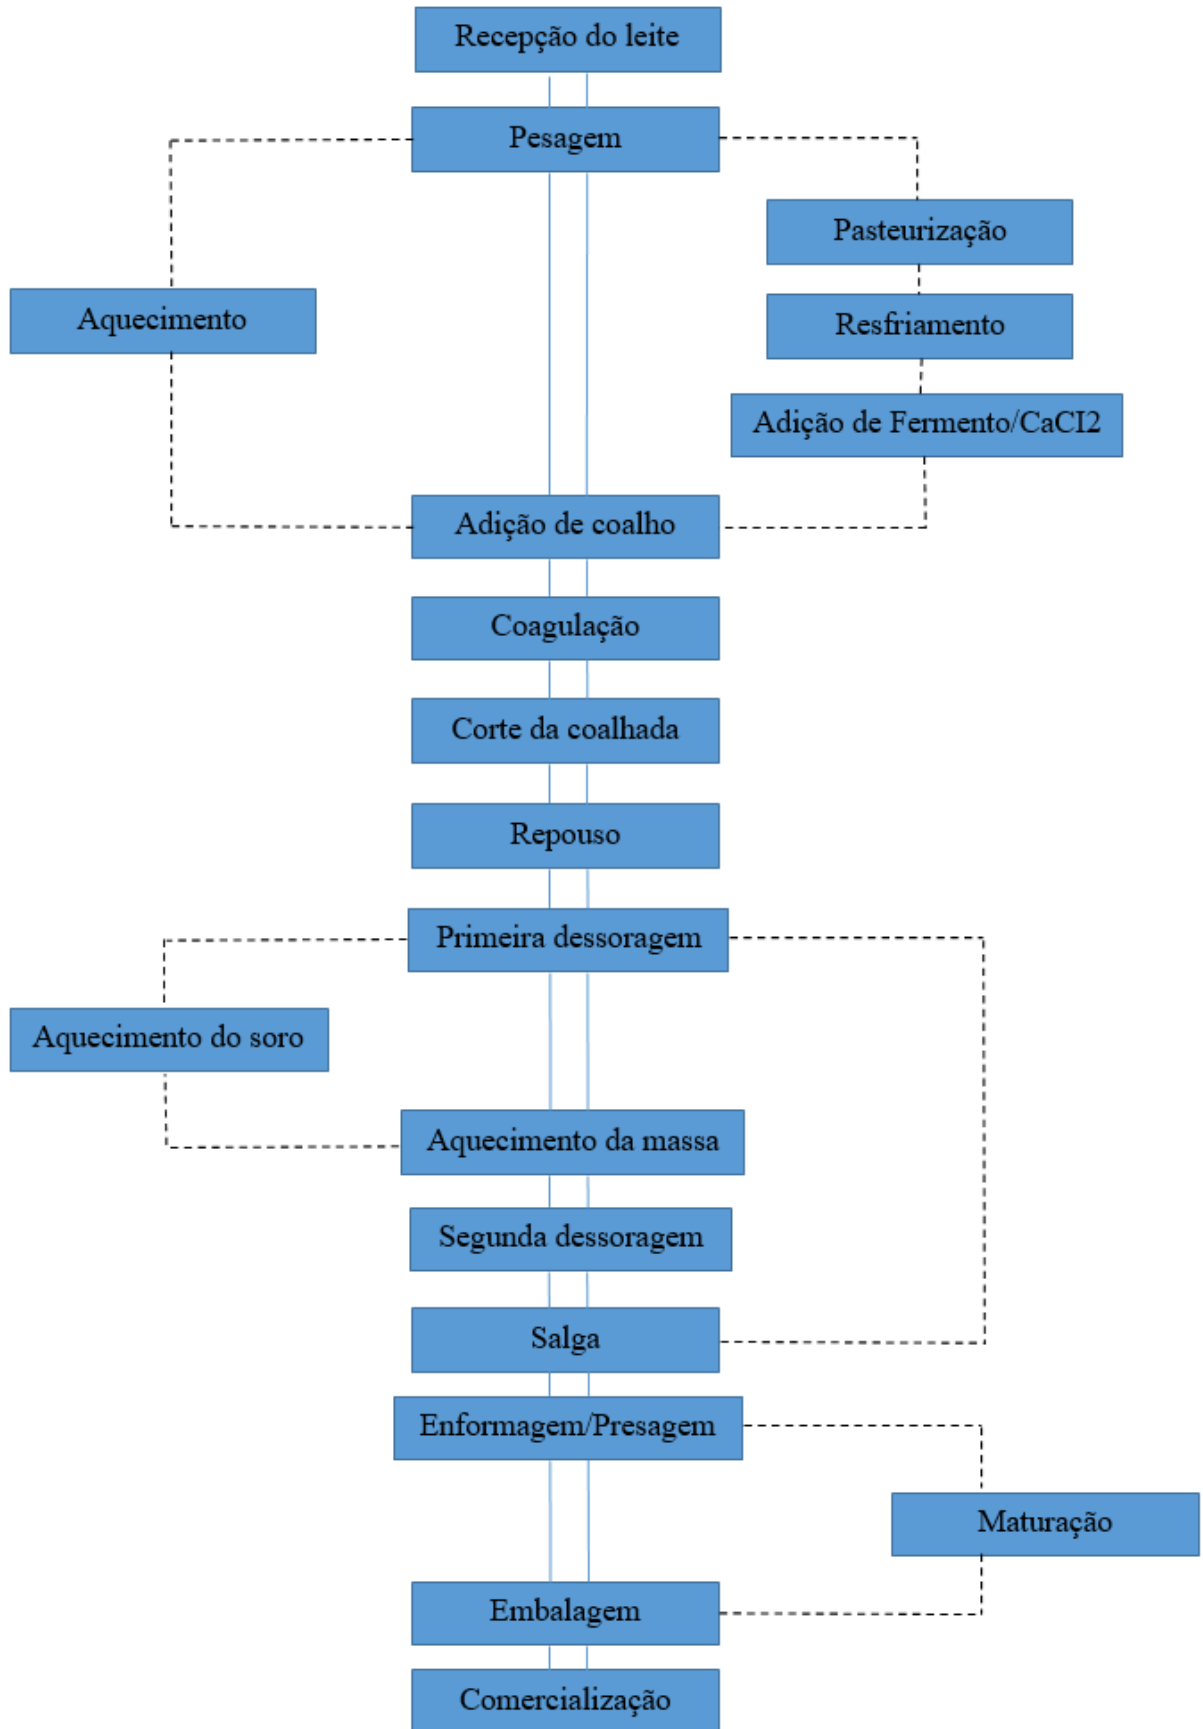 Recepção do leite
Pesagem
Pasteurização
Aquecimento
Resfriamento
Adição de Fermento/CaCI2
Adição de coalho
Coagulação
Corte da coalhada
Repouso
Primeira dessoragem
Aquecimento do soro
Aquecimento da massa
Segunda dessoragem
Salga
Enformagem/Presagem
Maturação
Embalagem
Comercialização